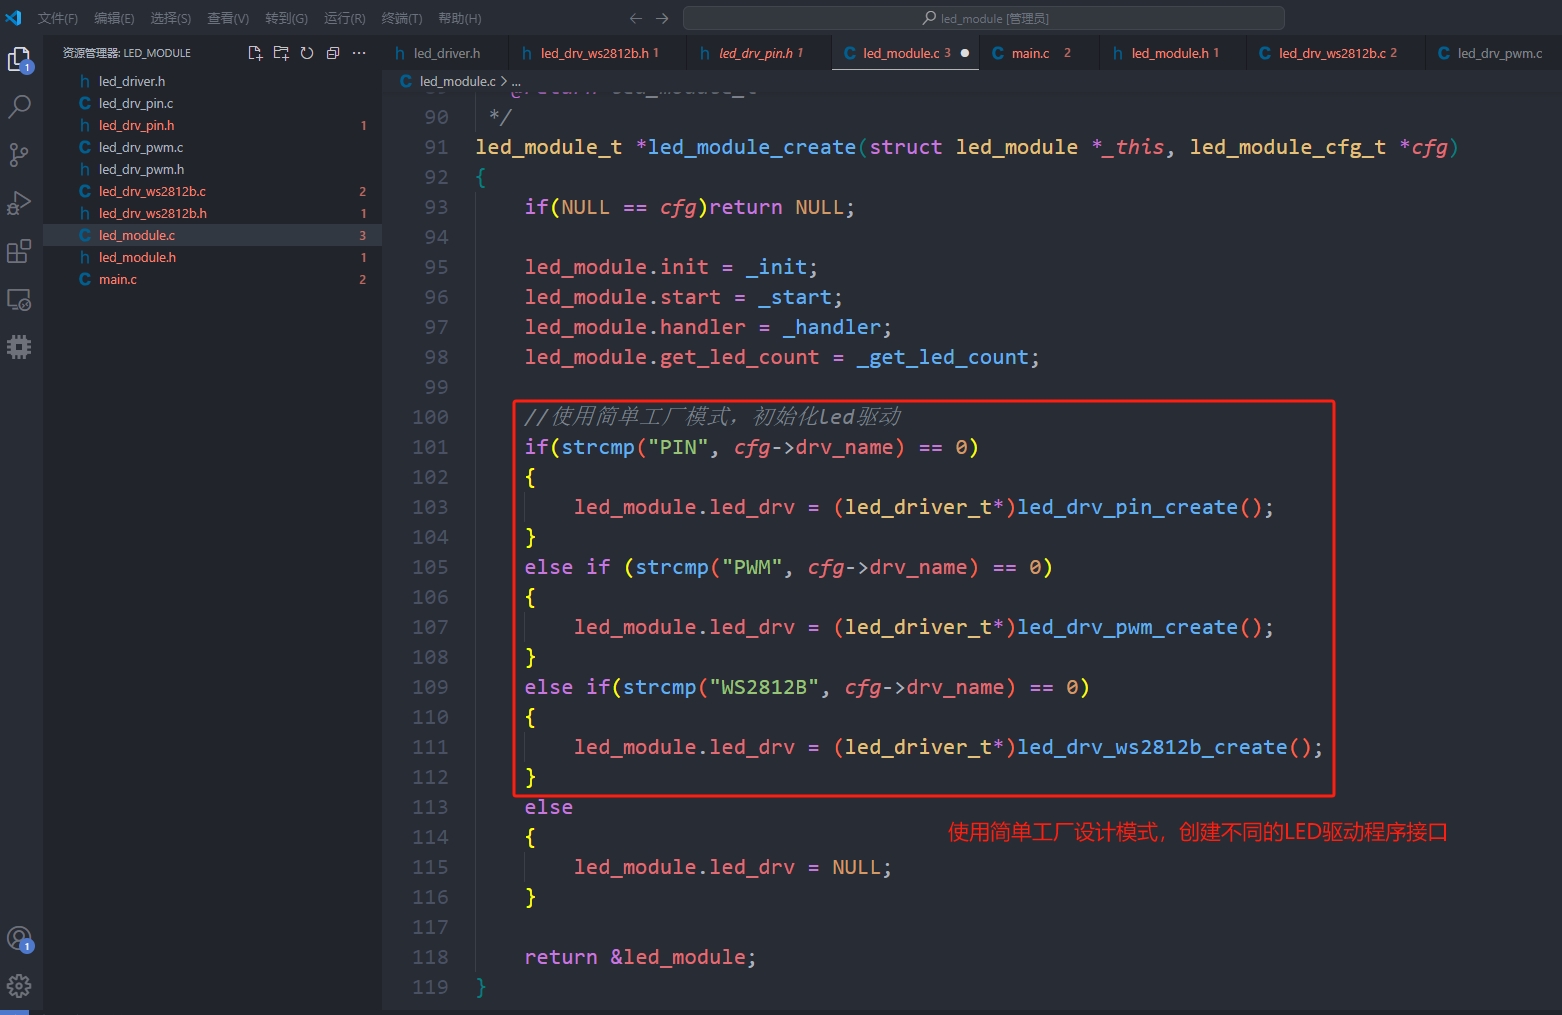 文件(F) 编辑(E) 选择(S) 查看(V) 转到(G) 运行(R) 终端(T) 帮助(H)
led_module [管理员]
资源管理器: LED_MODULE
led_driver.h
led_drv_ws2812b.h 1
led_drv_pin.h 1
led_module.c 3
main.c 2
led_module.h 1
led_drv_ws2812b.c 2
led_drv_pwm.c
led_module.c > ...
led_driver.h
led_drv_pin.c
led_drv_pin.h 1
led_drv_pwm.c
led_drv_pwm.h
led_drv_ws2812b.c 2
led_drv_ws2812b.h 1
led_module.c 3
led_module.h 1
main.c 2
1
1
90 */
91 led_module_t *led_module_create(struct led_module *_this, led_module_cfg_t *cfg)
92 {
93 if(NULL == cfg)return NULL;
94
95 led_module.init = _init;
96 led_module.start = _start;
97 led_module.handler = _handler;
98 led_module.get_led_count = _get_led_count;
99
100 //使用简单工厂模式，初始化Led驱动
101 if(strcmp("PIN", cfg->drv_name) == 0)
102 {
103 led_module.led_drv = (led_driver_t*)led_drv_pin_create();
104 }
105 else if (strcmp("PWM", cfg->drv_name) == 0)
106 {
107 led_module.led_drv = (led_driver_t*)led_drv_pwm_create();
108 }
109 else if(strcmp("WS2812B", cfg->drv_name) == 0)
110 {
111 led_module.led_drv = (led_driver_t*)led_drv_ws2812b_create();
112 }
113 else
114 {
使用简单工厂设计模式，创建不同的LED驱动程序接口
115 led_module.led_drv = NULL;
116 }
117
118 return &led_module;
119 }